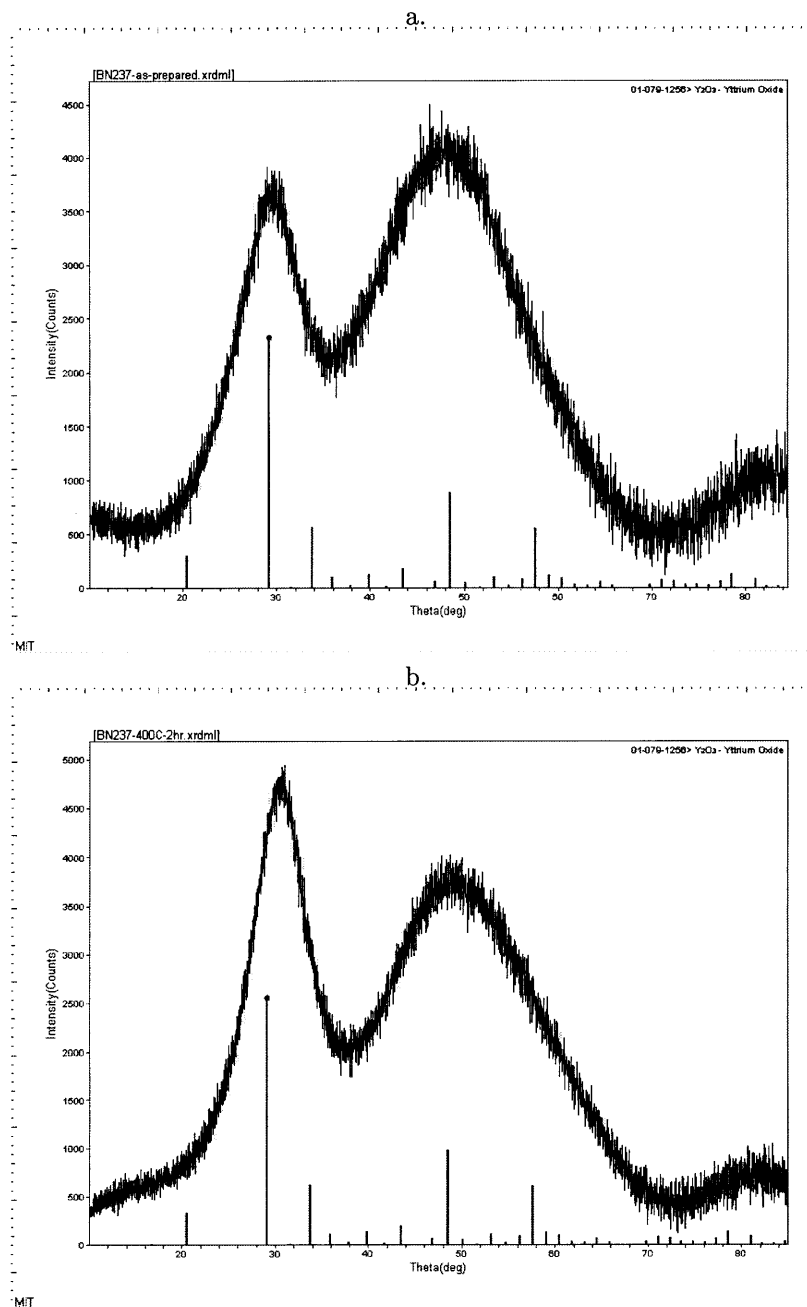 a.
[BN237-as-prepared.xrdml]
01-079-1256> Y₂O₃ - Yttrium Oxide
4500
4000
3500
3000
2500
2000
1500
1000
500
0
Intensity(Counts)
20 30 40 50 60 70 80
Theta(deg)
MIT
b.
[BN237-400C-2hr.xrdml]
01-079-1256> Y₂O₃ - Yttrium Oxide
5000
4500
4000
3500
3000
2500
2000
1500
1000
500
0
Intensity(Counts)
20 30 40 50 60 70 80
Theta(deg)
MIT